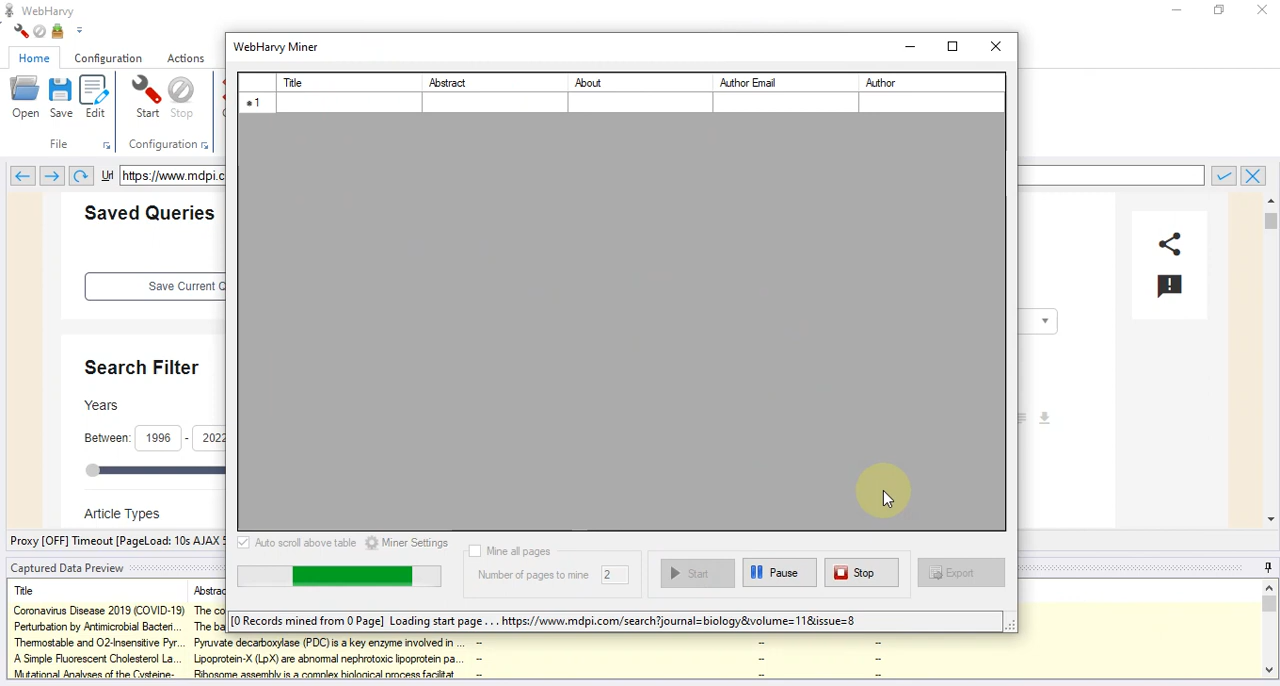 WebHarvy
Home Configuration Actions
Open Save Edit Start Stop
File Configuration
Url https://www.mdpi.c
Saved Queries
Save Current Q
Search Filter
Years
Between: 1996 - 2022
Article Types
Proxy [OFF] Timeout [PageLoad: 10s AJAX 5
Captured Data Preview
Title Abstrac
Coronavirus Disease 2019 (COVID-19) The co
Perturbation by Antimicrobial Bacteri... The ba
Thermostable and O2-Insensitive Pyr... Pyruvate decarboxylase (PDC) is a key enzyme involved in ... -- -- --
A Simple Fluorescent Cholesterol La... Lipoprotein-X (LpX) are abnormal nephrotoxic lipoprotein pa... -- -- --
Mutational Analyses of the Cysteine- Ribosome assembly is a complex biological process facilitat -- -- --
WebHarvy Miner
Title Abstract About Author Email Author
1
Auto scroll above table Miner Settings
Mine all pages
Number of pages to mine 2
Start Pause Stop Export
[0 Records mined from 0 Page] Loading start page . . . https://www.mdpi.com/search?journal=biology&volume=11&issue=8